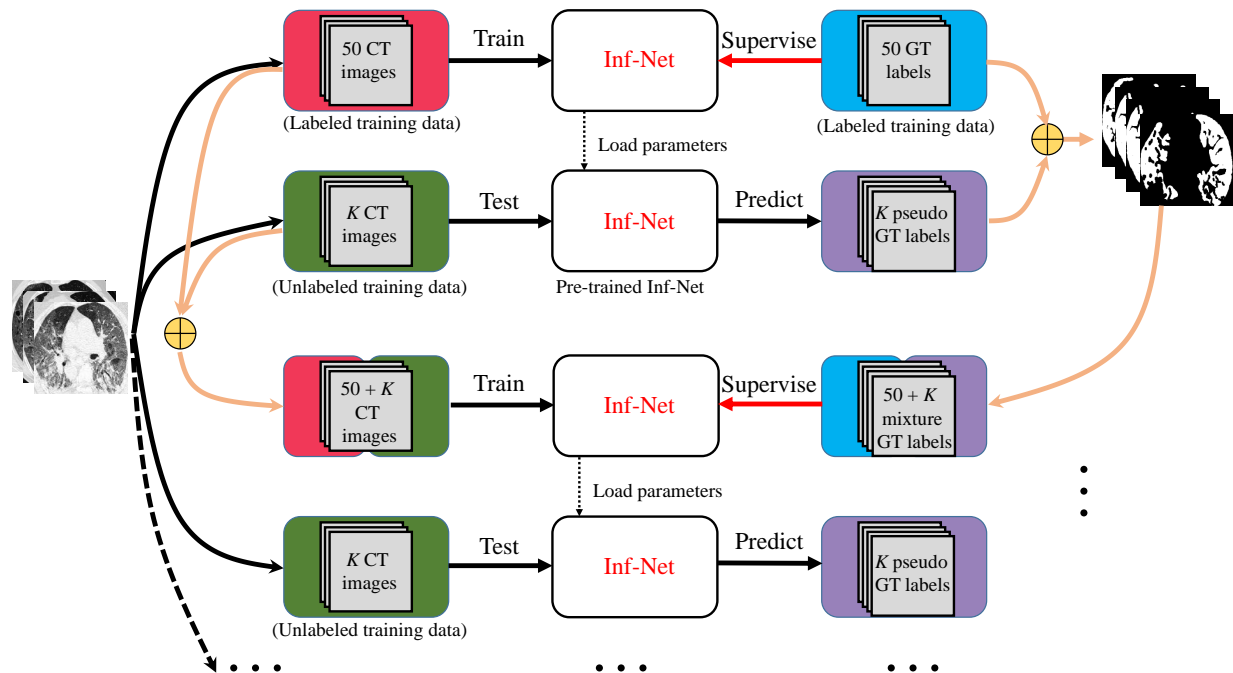 50 CT
images
Train
Inf-Net
Supervise
50 GT
labels
(Labeled training data)
(Labeled training data)
Load parameters
K CT
images
Test
Inf-Net
Predict
K pseudo
GT labels
(Unlabeled training data)
Pre-trained Inf-Net
50 + K
CT
images
Train
Inf-Net
Supervise
50 + K
mixture
GT labels
Load parameters
K CT
images
Test
Inf-Net
Predict
K pseudo
GT labels
(Unlabeled training data)